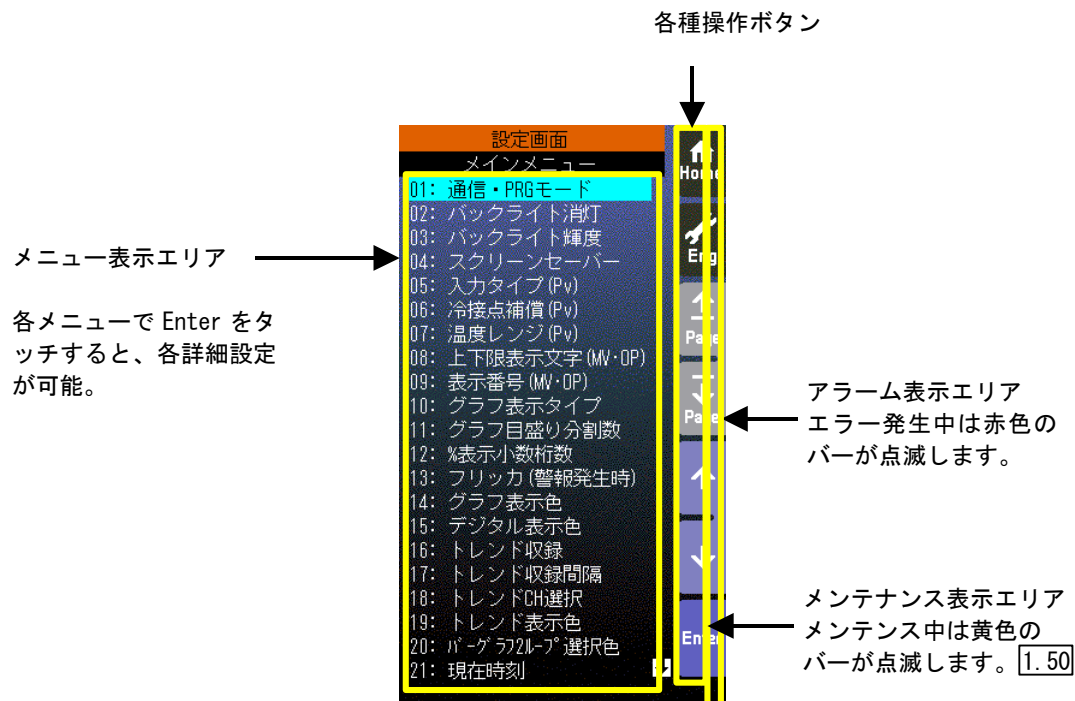 各種操作ボタン
設定画面
メインメニュー
01: 通信・PRGモード
02: バックライト消灯
03: バックライト輝度
04: スクリーンセーバー
05: 入力タイプ(Pv)
06: 冷接点補償(Pv)
07: 温度レンジ(Pv)
08: 上下限表示文字(MV･OP)
09: 表示番号(MV･OP)
10: グラフ表示タイプ
11: グラフ目盛り分割数
12: %表示小数桁数
13: フリッカ(警報発生時)
14: グラフ表示色
15: デジタル表示色
16: トレンド収録
17: トレンド収録間隔
18: トレンドCH選択
19: トレンド表示色
20: ﾊﾞｰｸﾞﾗﾌ2ﾙｰﾌﾟ選択色
21: 現在時刻
Home
Eng
Page
Page
Enter
メニュー表示エリア
各メニューで Enter をタ
ッチすると、各詳細設定
が可能。
アラーム表示エリア
エラー発生中は赤色の
バーが点滅します。
メンテナンス表示エリア
メンテンス中は黄色の
バーが点滅します。1.50